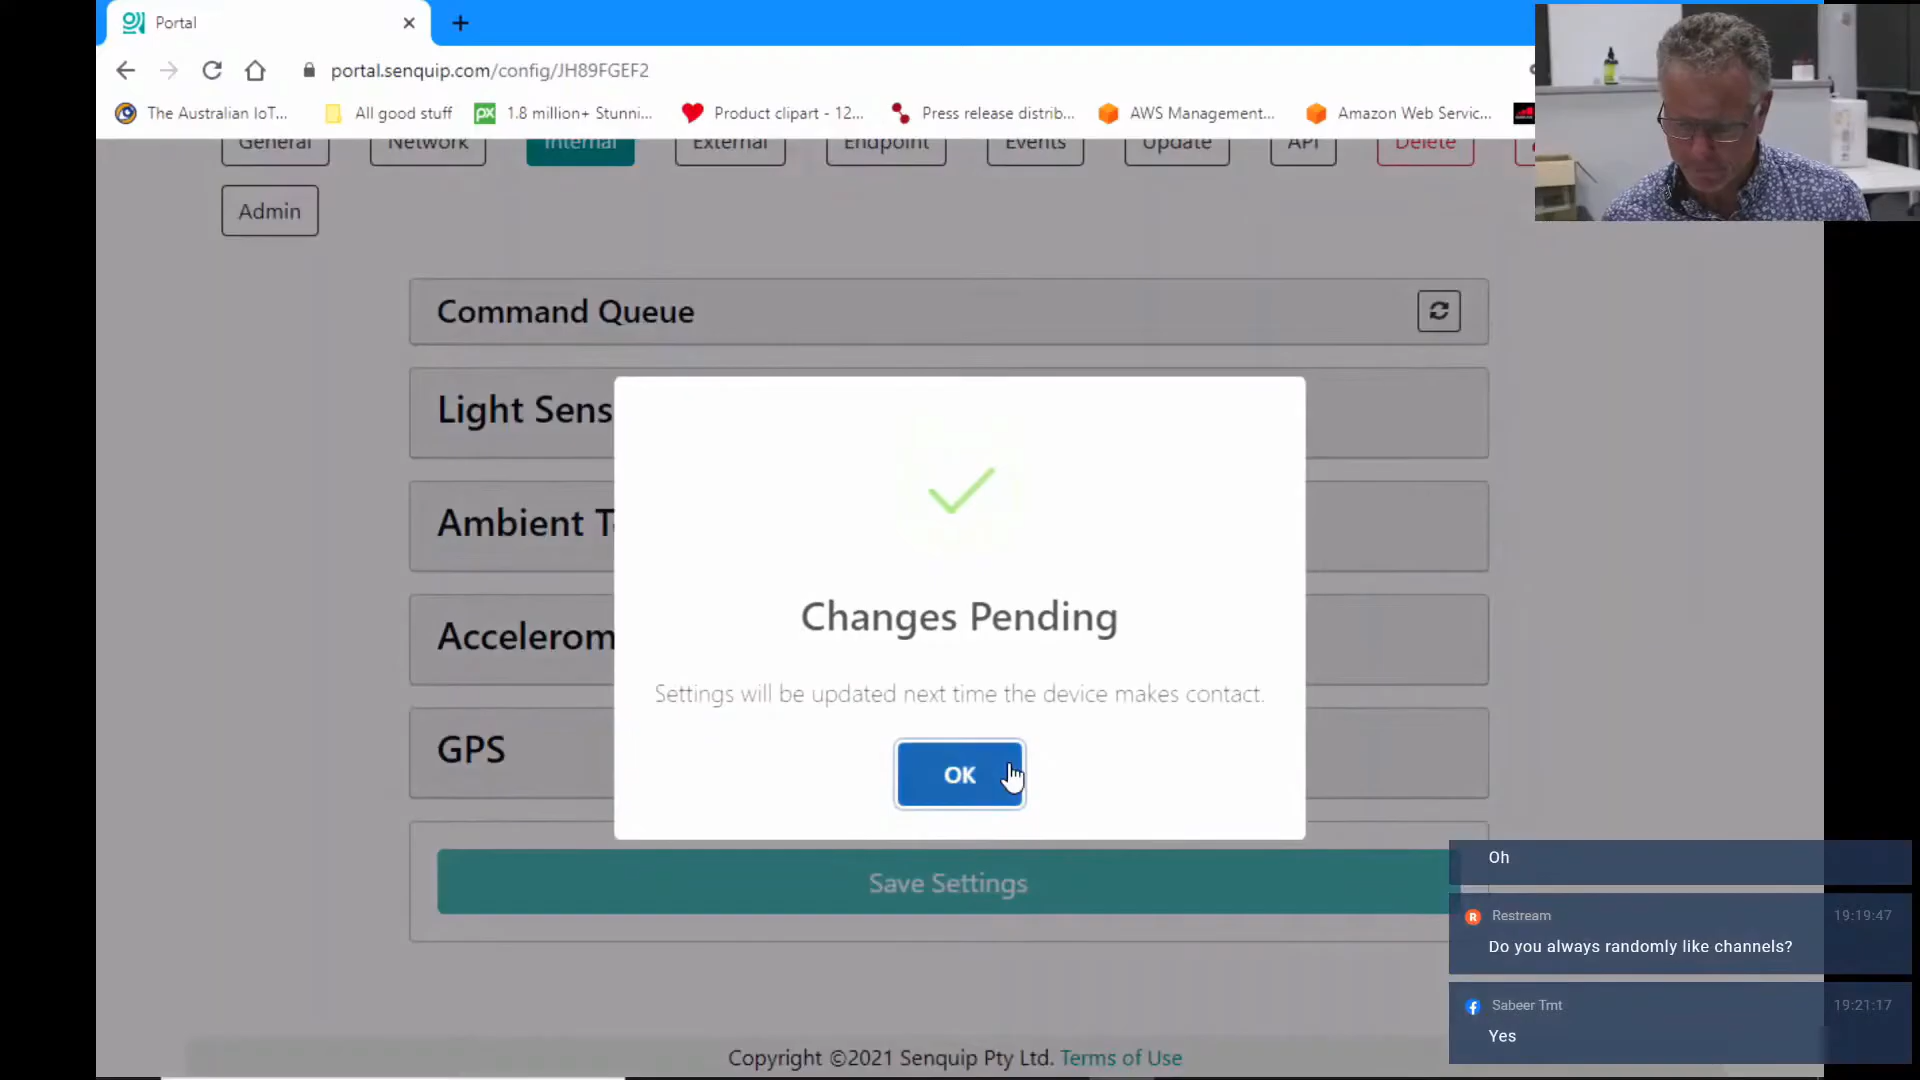 Portal
portal.senquip.com/config/JH89FGEF2
The Australian IoT...
All good stuff
px
1.8 million+ Stunni...
Product clipart - 12...
Press release distrib...
AWS Management...
Amazon Web Servic...
General
Network
Internal
External
Endpoint
Events
Update
API
Delete
Admin
Command Queue
Light Sens
Ambient T
Accelerom
GPS
Changes Pending
Settings will be updated next time the device makes contact.
OK
Save Settings
Oh
R
Restream
19:19:47
Do you always randomly like channels?
Sabeer Tmt
19:21:17
Yes
Copyright ©2021 Senquip Pty Ltd. Terms of Use